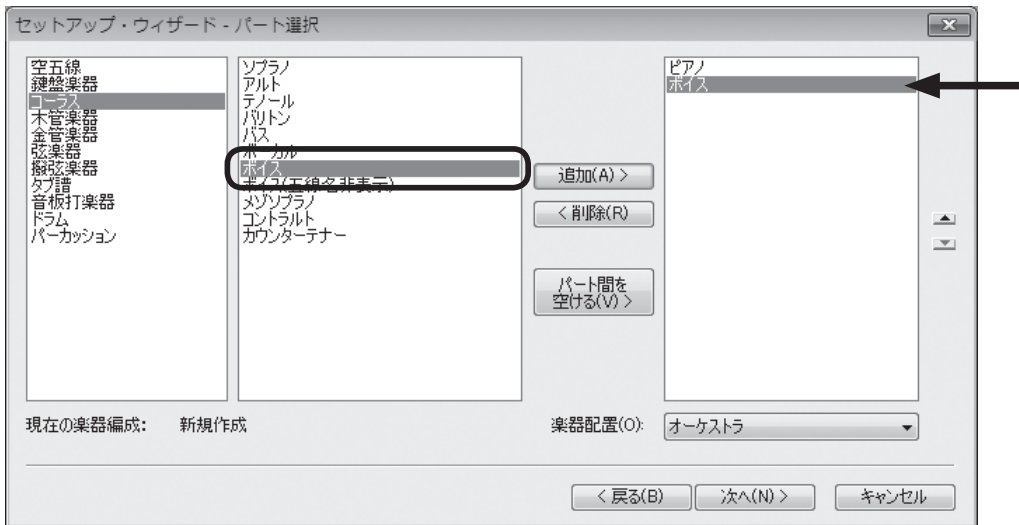 セットアップ・ウィザード - パート選択
空五線
鍵盤楽器
コーラス
木管楽器
金管楽器
弦楽器
撥弦楽器
タブ譜
音板打楽器
ドラム
パーカッション
ソプラノ
アルト
テノール
バリトン
バス
ボーカル
ボイス
ボイス(五線名非表示)
メゾソプラノ
コントラルト
カウンターテナー
追加(A) >
< 削除(R)
パート間を
空ける(V) >
ピアノ
ボイス
現在の楽器編成: 新規作成
楽器配置(O): オーケストラ
< 戻る(B)
次へ(N) >
キャンセル